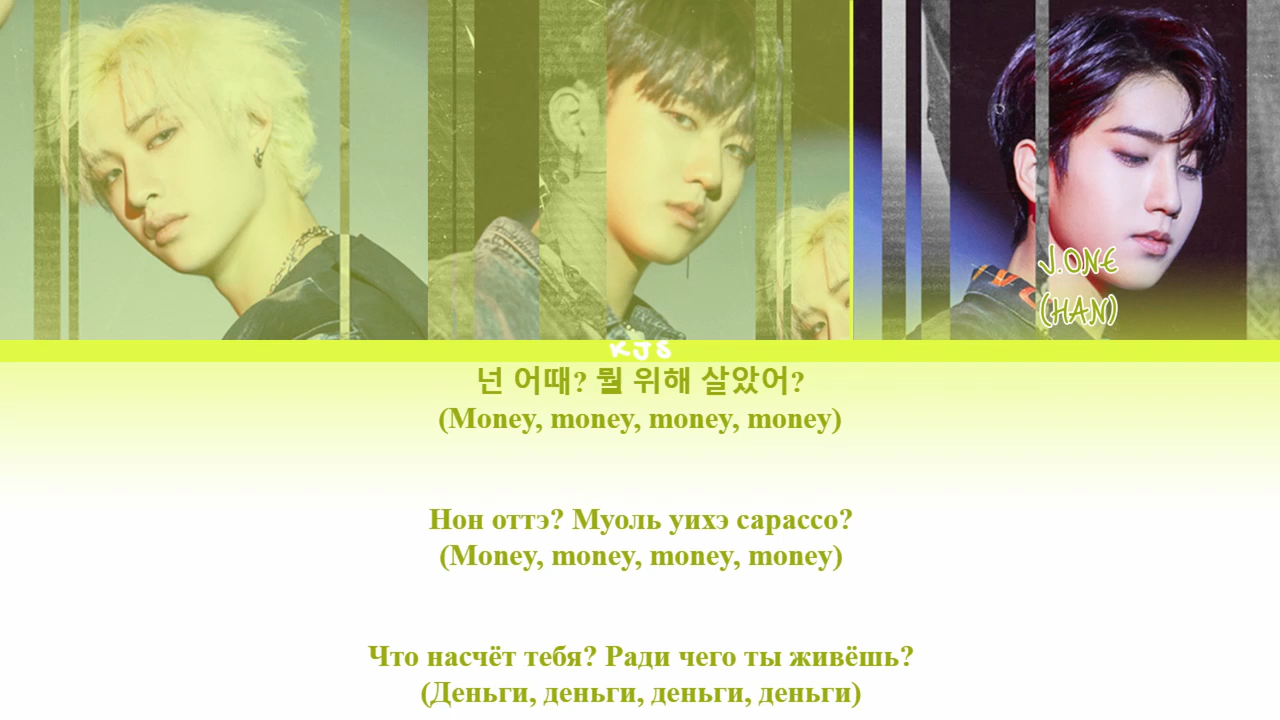 J.ONE
(HAN)
KJS
넌 어때? 뭘 위해 살았어?
(Money, money, money, money)
Нон оттэ? Муоль уихэ сарассо?
(Money, money, money, money)
Что насчёт тебя? Ради чего ты живёшь?
(Деньги, деньги, деньги, деньги)